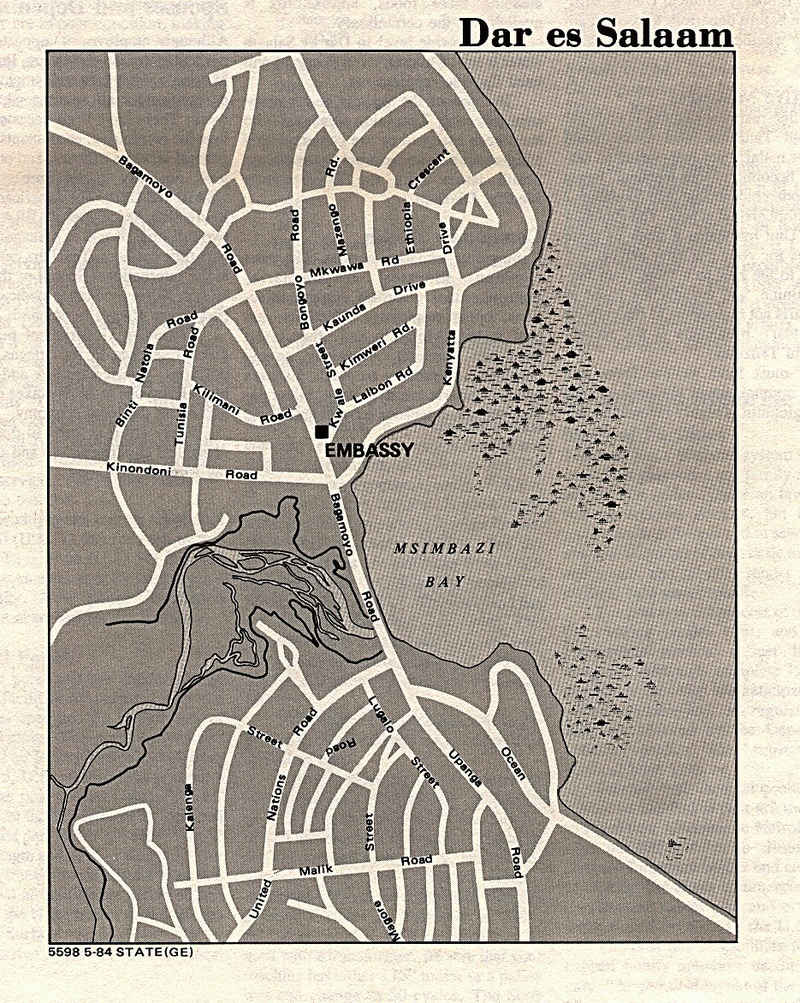 Dar es Salaam
Bagamoyo
Road
Road
Mazengo
Rd.
Ethiopia
Crescent
Drive
Mkwawa Rd
Bongoyo
Kaunda Drive
Street
Kimweri Rd.
Kenyatta
Natola
Road
Road
Binti
Tunisia
Kilimani Road
Kwale
Laibon Rd
EMBASSY
Kinondoni Road
Bagamoyo
Road
MSIMBAZI
BAY
Street
Road
Road
Lugalo
Street
Upanga
Ocean
Kalenga
Nations
Street
Malik Road
Road
United
Magore
5598 5-84 STATE(GE)